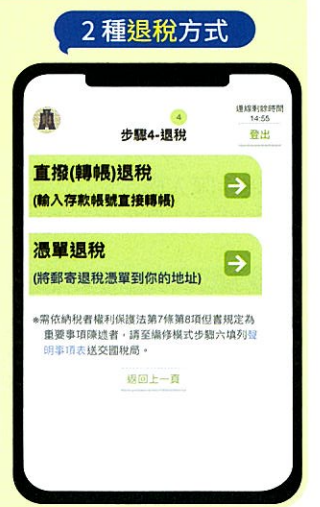 2種退稅方式
4
連線剩餘時間
14:55
步驟4-退稅
登出
直撥(轉帳)退稅
(輸入存款帳號直接轉帳)
憑單退稅
(將郵寄退稅憑單到你的地址)
※需依納稅者權利保護法第7條第8項但書規定為
重要事項陳述者,請至編修模式步驟六填列聲
明事項表送交國稅局。
返回上一頁